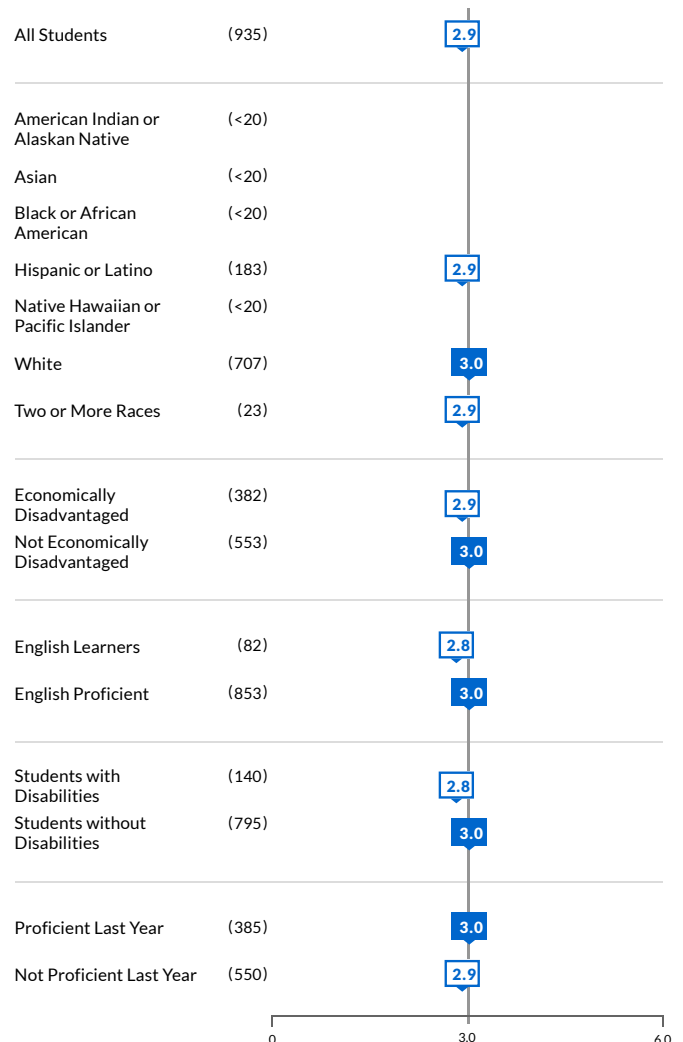 All Students (935) 2.9
American Indian or (<20)
Alaskan Native
Asian (<20)
Black or African (<20)
American
Hispanic or Latino (183) 2.9
Native Hawaiian or (<20)
Pacific Islander
White (707) 3.0
Two or More Races (23) 2.9
Economically (382) 2.9
Disadvantaged
Not Economically (553) 3.0
Disadvantaged
English Learners (82) 2.8
English Proficient (853) 3.0
Students with (140) 2.8
Disabilities
Students without (795) 3.0
Disabilities
Proficient Last Year (385) 3.0
Not Proficient Last Year (550) 2.9
0 3.0 6.0